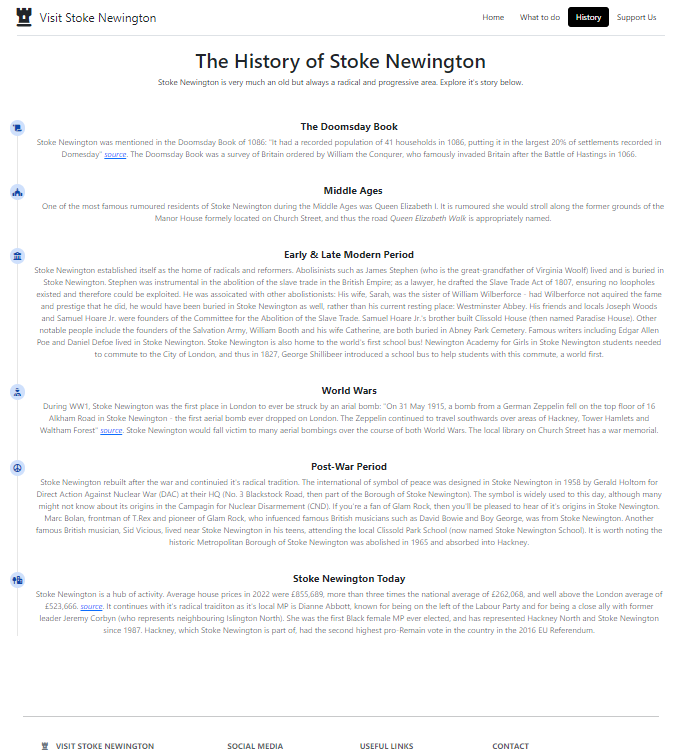 Visit Stoke Newington
Home What to do History Support Us
The History of Stoke Newington
Stoke Newington is very much an old but always a radical and progressive area. Explore it's story below.
The Doomsday Book
Stoke Newington was mentioned in the Doomsday Book of 1086: "It had a recorded population of 41 households in 1086, putting it in the largest 20% of settlements recorded in
Domesday" source. The Doomsday Book was a survey of Britain ordered by William the Conqurer, who famously invaded Britain after the Battle of Hastings in 1066.
Middle Ages
One of the most famous rumoured residents of Stoke Newington during the Middle Ages was Queen Elizabeth I. It is rumoured she would stroll along the former grounds of the
Manor House formely located on Church Street, and thus the road Queen Elizabeth Walk is appropriately named.
Early & Late Modern Period
Stoke Newington established itself as the home of radicals and reformers. Abolisinists such as James Stephen (who is the great-grandfather of Virginia Woolf) lived and is buried in
Stoke Newington. Stephen was instrumental in the abolition of the slave trade in the British Empire; as a lawyer, he drafted the Slave Trade Act of 1807, ensuring no loopholes
existed and therefore could be exploited. He was assoicated with other abolitionists: His wife, Sarah, was the sister of William Wilberforce - had Wilberforce not aquired the fame
and prestige that he did, he would have been buried in Stoke Newington as well, rather than his current resting place: Westminster Abbey. His friends and locals Joseph Woods
and Samuel Hoare Jr. were founders of the Committee for the Abolition of the Slave Trade. Samuel Hoare Jr.'s brother built Clissold House (then named Paradise House). Other
notable people include the founders of the Salvation Army, William Booth and his wife Catherine, are both buried in Abney Park Cemetery. Famous writers including Edgar Allen
Poe and Daniel Defoe lived in Stoke Newington. Stoke Newington is also home to the world's first school bus! Newington Academy for Girls in Stoke Newington students needed
to commute to the City of London, and thus in 1827, George Shillibeer introduced a school bus to help students with this commute, a world first.
World Wars
During WW1, Stoke Newington was the first place in London to ever be struck by an arial bomb: "On 31 May 1915, a bomb from a German Zeppelin fell on the top floor of 16
Alkham Road in Stoke Newington - the first aerial bomb ever dropped on London. The Zeppelin continued to travel southwards over areas of Hackney, Tower Hamlets and
Waltham Forest" source. Stoke Newington would fall victim to many aerial bombings over the course of both World Wars. The local library on Church Street has a war memorial.
Post-War Period
Stoke Newington rebuilt after the war and continuied it's radical tradition. The international of symbol of peace was designed in Stoke Newington in 1958 by Gerald Holtom for
Direct Action Against Nuclear War (DAC) at their HQ (No. 3 Blackstock Road, then part of the Borough of Stoke Newington). The symbol is widely used to this day, although many
might not know about its origins in the Campagin for Nuclear Disarmement (CND). If you're a fan of Glam Rock, then you'll be pleased to hear of it's origins in Stoke Newington.
Marc Bolan, frontman of T.Rex and pioneer of Glam Rock, who infuenced famous British musicians such as David Bowie and Boy George, was from Stoke Newington. Another
famous British musician, Sid Vicious, lived near Stoke Newington in his teens, attending the local Clissold Park School (now named Stoke Newington School). It is worth noting the
historic Metropolitan Borough of Stoke Newington was abolished in 1965 and absorbed into Hackney.
Stoke Newington Today
Stoke Newington is a hub of activity. Average house prices in 2022 were £855,689, more than three times the national average of £262,068, and well above the London average of
£523,666. source. It continues with it's radical traiditon as it's local MP is Dianne Abbott, known for being on the left of the Labour Party and for being a close ally with former
leader Jeremy Corbyn (who represents neighbouring Islington North). She was the first Black female MP ever elected, and has represented Hackney North and Stoke Newington
since 1987. Hackney, which Stoke Newington is part of, had the second highest pro-Remain vote in the country in the 2016 EU Referendum.
VISIT STOKE NEWINGTON SOCIAL MEDIA USEFUL LINKS CONTACT